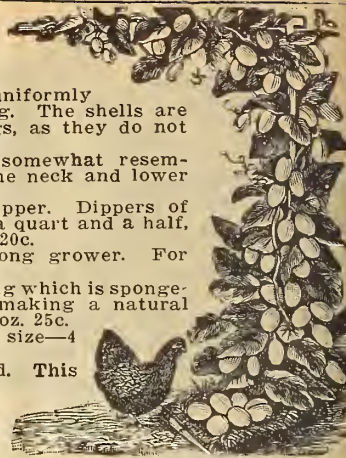 uniformly
g. The shells are
s, as they do not
somewhat resem-
ne neck and lower
pper. Dippers of
a quart and a half,
20c.
ong grower. For
g which is sponge-
making a natural
oz. 25c.
size—4
d. This